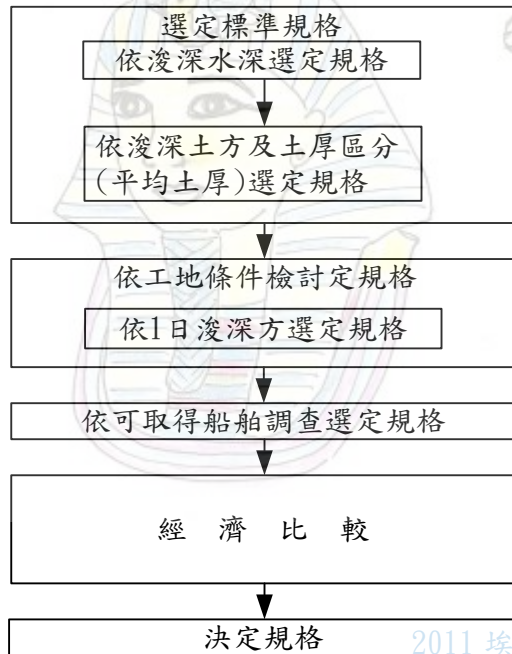 選定標準規格
依浚深水深選定規格
依浚深土方及土厚區分
(平均土厚)選定規格
依工地條件檢討定規格
依1日浚深方選定規格
依可取得船舶調查選定規格
經 濟 比 較
決定規格
2011 埃